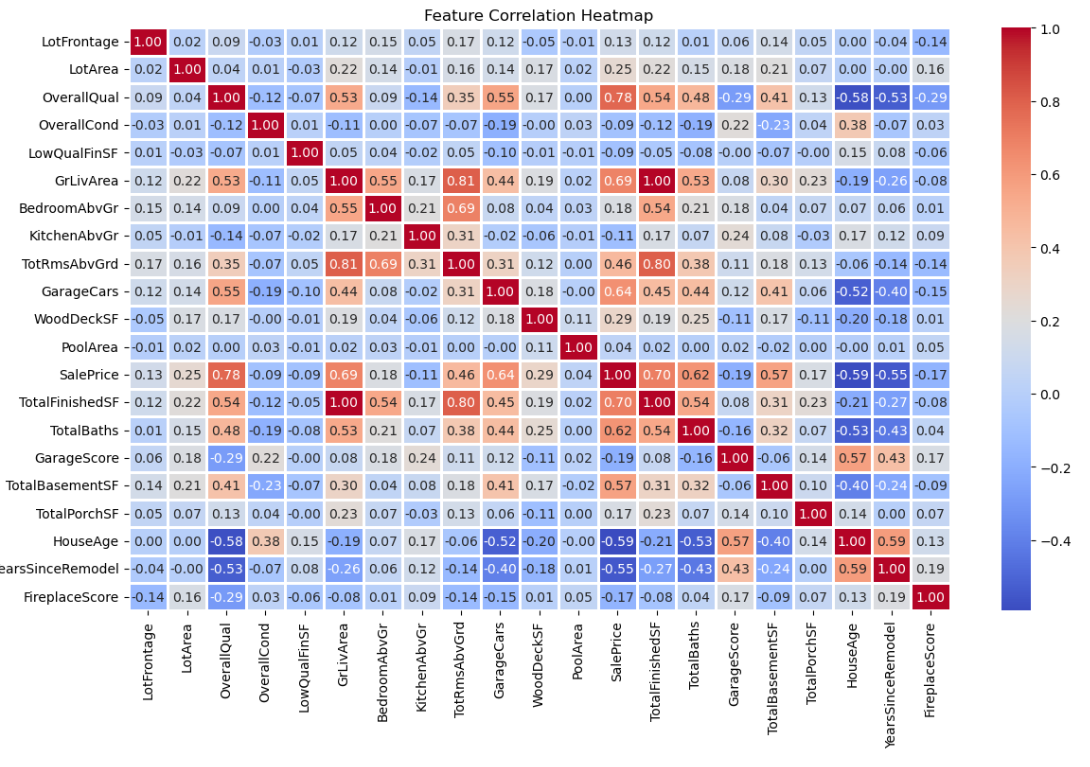 Feature Correlation Heatmap
LotFrontage 1.00 0.02 0.09 -0.03 0.01 0.12 0.15 0.05 0.17 0.12 -0.05 -0.01 0.13 0.12 0.01 0.06 0.14 0.05 0.00 -0.04 -0.14
LotArea 0.02 1.00 0.04 0.01 -0.03 0.22 0.14 -0.01 0.16 0.14 0.17 0.02 0.25 0.22 0.15 0.18 0.21 0.07 0.00 -0.00 0.16
OverallQual 0.09 0.04 1.00 -0.12 -0.07 0.53 0.09 -0.14 0.35 0.55 0.17 0.00 0.78 0.54 0.48 -0.29 0.41 0.13 -0.58 -0.53 -0.29
OverallCond -0.03 0.01 -0.12 1.00 0.01 -0.11 0.00 -0.07 -0.07 -0.19 -0.00 0.03 -0.09 -0.12 -0.19 0.22 -0.23 0.04 0.38 -0.07 0.03
LowQualFinSF 0.01 -0.03 -0.07 0.01 1.00 0.05 0.04 -0.02 0.05 -0.10 -0.01 -0.01 -0.09 -0.05 -0.08 -0.00 -0.07 -0.00 0.15 0.08 -0.06
GrLivArea 0.12 0.22 0.53 -0.11 0.05 1.00 0.55 0.17 0.81 0.44 0.19 0.02 0.69 1.00 0.53 0.08 0.30 0.23 -0.19 -0.26 -0.08
BedroomAbvGr 0.15 0.14 0.09 0.00 0.04 0.55 1.00 0.21 0.69 0.08 0.04 0.03 0.18 0.54 0.21 0.18 0.04 0.07 0.07 0.06 0.01
KitchenAbvGr 0.05 -0.01 -0.14 -0.07 -0.02 0.17 0.21 1.00 0.31 -0.02 -0.06 -0.01 -0.11 0.17 0.07 0.24 0.08 -0.03 0.17 0.12 0.09
TotRmsAbvGrd 0.17 0.16 0.35 -0.07 0.05 0.81 0.69 0.31 1.00 0.31 0.12 0.00 0.46 0.80 0.38 0.11 0.18 0.13 -0.06 -0.14 -0.14
GarageCars 0.12 0.14 0.55 -0.19 -0.10 0.44 0.08 -0.02 0.31 1.00 0.18 -0.00 0.64 0.45 0.44 0.12 0.41 0.06 -0.52 -0.40 -0.15
WoodDeckSF -0.05 0.17 0.17 -0.00 -0.01 0.19 0.04 -0.06 0.12 0.18 1.00 0.11 0.29 0.19 0.25 -0.11 0.17 -0.11 -0.20 -0.18 0.01
PoolArea -0.01 0.02 0.00 0.03 -0.01 0.02 0.03 -0.01 0.00 -0.00 0.11 1.00 0.04 0.02 0.00 -0.02 -0.02 -0.00 -0.00 0.01 0.05
SalePrice 0.13 0.25 0.78 -0.09 -0.09 0.69 0.18 -0.11 0.46 0.64 0.29 0.04 1.00 0.70 0.62 -0.19 0.57 0.17 -0.59 -0.55 -0.17
TotalFinishedSF 0.12 0.22 0.54 -0.12 -0.05 1.00 0.54 0.17 0.80 0.45 0.19 0.02 0.70 1.00 0.54 0.08 0.31 0.23 -0.21 -0.27 -0.08
TotalBaths 0.01 0.15 0.48 -0.19 -0.08 0.53 0.21 0.07 0.38 0.44 0.25 0.00 0.62 0.54 1.00 -0.16 0.32 0.07 -0.53 -0.43 0.04
GarageScore 0.06 0.18 -0.29 0.22 -0.00 0.08 0.18 0.24 0.11 0.12 -0.11 -0.02 -0.19 0.08 -0.16 1.00 -0.06 0.14 0.57 0.43 0.17
TotalBasementSF 0.14 0.21 0.41 -0.23 -0.07 0.30 0.04 0.08 0.18 0.41 0.17 -0.02 0.57 0.31 0.32 -0.06 1.00 0.10 -0.40 -0.24 -0.09
TotalPorchSF 0.05 0.07 0.13 0.04 -0.00 0.23 0.07 -0.03 0.13 0.06 -0.11 -0.00 0.17 0.23 0.07 0.14 0.10 1.00 0.14 0.00 0.07
HouseAge 0.00 0.00 -0.58 0.38 0.15 -0.19 0.07 0.17 -0.06 -0.52 -0.20 -0.00 -0.59 -0.21 -0.53 0.57 -0.40 0.14 1.00 0.59 0.13
earsSinceRemodel -0.04 -0.00 -0.53 -0.07 0.08 -0.26 0.06 0.12 -0.14 -0.40 -0.18 0.01 -0.55 -0.27 -0.43 0.43 -0.24 0.00 0.59 1.00 0.19
FireplaceScore -0.14 0.16 -0.29 0.03 -0.06 -0.08 0.01 0.09 -0.14 -0.15 0.01 0.05 -0.17 -0.08 0.04 0.17 -0.09 0.07 0.13 0.19 1.00
LotFrontage
LotArea
OverallQual
OverallCond
LowQualFinSF
GrLivArea
BedroomAbvGr
KitchenAbvGr
TotRmsAbvGrd
GarageCars
WoodDeckSF
PoolArea
SalePrice
TotalFinishedSF
TotalBaths
GarageScore
TotalBasementSF
TotalPorchSF
HouseAge
YearsSinceRemodel
FireplaceScore
1.0
0.8
0.6
0.4
0.2
0.0
−0.2
−0.4